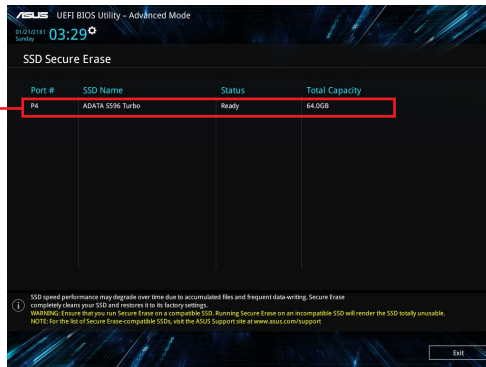 ASUS UEFI BIOS Utility – Advanced Mode
01/21/2181
Sunday
03:29
SSD Secure Erase
Port # SSD Name Status Total Capacity
P4 ADATA S596 Turbo Ready 64.0GB
SSD speed performance may degrade over time due to accumulated files and frequent data-writing. Secure Erase
completely cleans your SSD and restores it to its factory settings.
WARNING: Ensure that you run Secure Erase on a compatible SSD. Running Secure Erase on an incompatible SSD will render the SSD totally unusable.
NOTE: For the list of Secure Erase-compatible SSDs, visit the ASUS Support site at www.asus.com/support
Exit